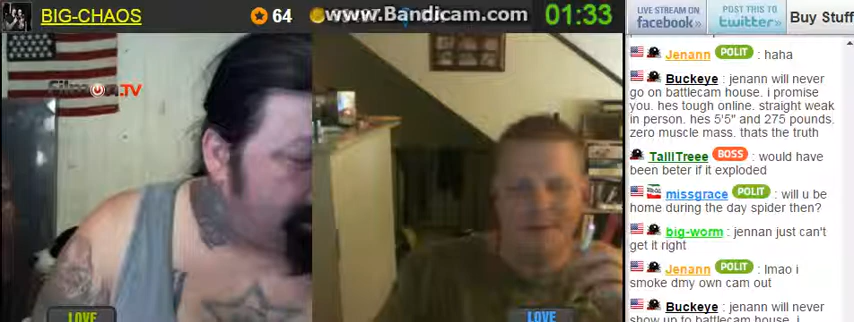 BIG-CHAOS
64
www.Bandicam.com
01:33
LIVE STREAM ON
facebook»
POST THIS TO
twitter»
Buy Stuff
FilmOn.TV
LOVE
LOVE
Jenann POLIT : haha
Buckeye : jenann will never
go on battlecam house. i promise
you. hes tough online. straight weak
in person. hes 5'5" and 275 pounds.
zero muscle mass. thats the truth
TallTreee BOSS : would have
been beter if it exploded
missgrace POLIT : will u be
home during the day spider then?
big-worm : jennan just can't
get it right
Jenann POLIT : lmao i
smoke dmy own cam out
Buckeye : jenann will never
show up to battlecam house. i